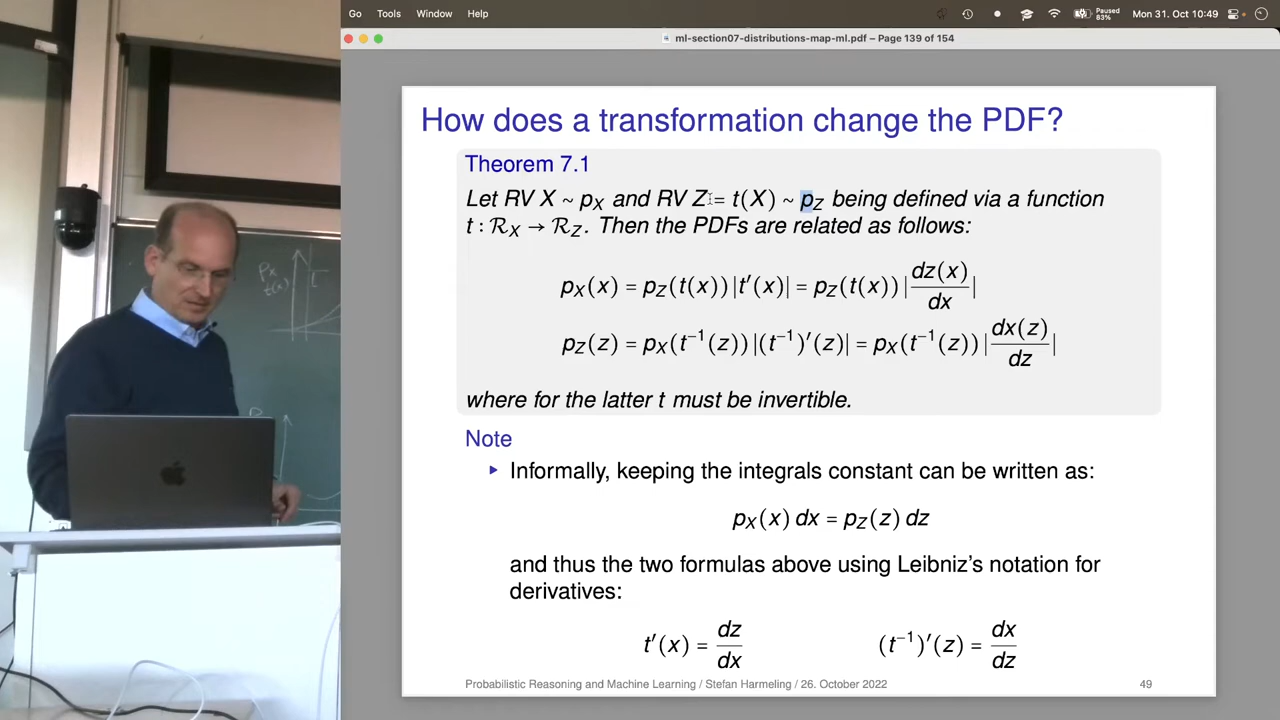 Go Tools Window Help Paused 83% Mon 31. Oct 10:49
ml-section07-distributions-map-ml.pdf – Page 139 of 154
How does a transformation change the PDF?
Theorem 7.1
Let RV X ~ p_X and RV Z = t(X) ~ p_Z being defined via a function
t : ℛ_X → ℛ_Z. Then the PDFs are related as follows:
p_X(x) = p_Z(t(x)) |t′(x)| = p_Z(t(x)) |dz(x)/dx|
p_Z(z) = p_X(t⁻¹(z)) |(t⁻¹)′(z)| = p_X(t⁻¹(z)) |dx(z)/dz|
where for the latter t must be invertible.
Note
▸ Informally, keeping the integrals constant can be written as:
p_X(x) dx = p_Z(z) dz
and thus the two formulas above using Leibniz's notation for
derivatives:
t′(x) = dz/dx (t⁻¹)′(z) = dx/dz
Probabilistic Reasoning and Machine Learning / Stefan Harmeling / 26. October 2022 49
Px
t(x)
t